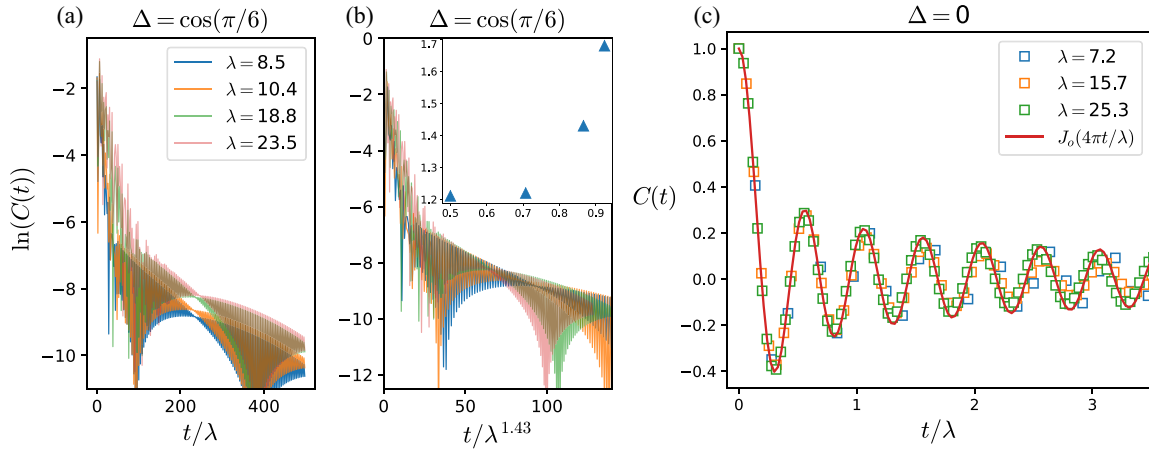 (a)
Δ = cos(π/6)
λ = 8.5
λ = 10.4
λ = 18.8
λ = 23.5
ln(C(t))
−2
−4
−6
−8
−10
0
200
400
t/λ
(b)
Δ = cos(π/6)
0
−2
−4
−6
−8
−10
−12
0
50
100
t/λ^1.43
1.7
1.6
1.5
1.4
1.3
1.2
0.5
0.6
0.7
0.8
0.9
(c)
Δ = 0
λ = 7.2
λ = 15.7
λ = 25.3
J_o(4πt/λ)
C(t)
1.0
0.8
0.6
0.4
0.2
0.0
−0.2
−0.4
0
1
2
3
t/λ